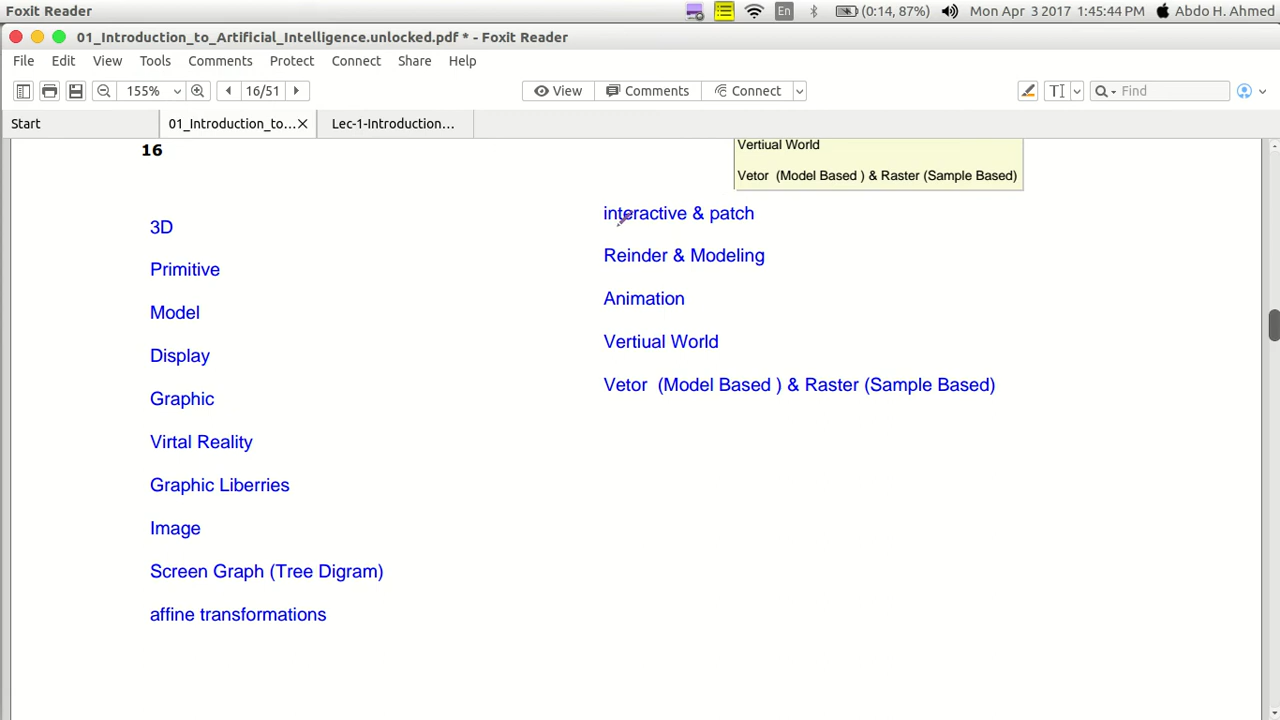 Foxit Reader
En
(0:14, 87%)
Mon Apr 3 2017 1:45:44 PM
Abdo H. Ahmed
01_Introduction_to_Artificial_Intelligence.unlocked.pdf * - Foxit Reader
File Edit View Tools Comments Protect Connect Share Help
155% 16/51 View Comments Connect Find
Start 01_Introduction_to... Lec-1-Introduction...
16
Vertiual World
Vetor (Model Based ) & Raster (Sample Based)
3D
Primitive
Model
Display
Graphic
Virtal Reality
Graphic Liberries
Image
Screen Graph (Tree Digram)
affine transformations
interactive & patch
Reinder & Modeling
Animation
Vertiual World
Vetor (Model Based ) & Raster (Sample Based)